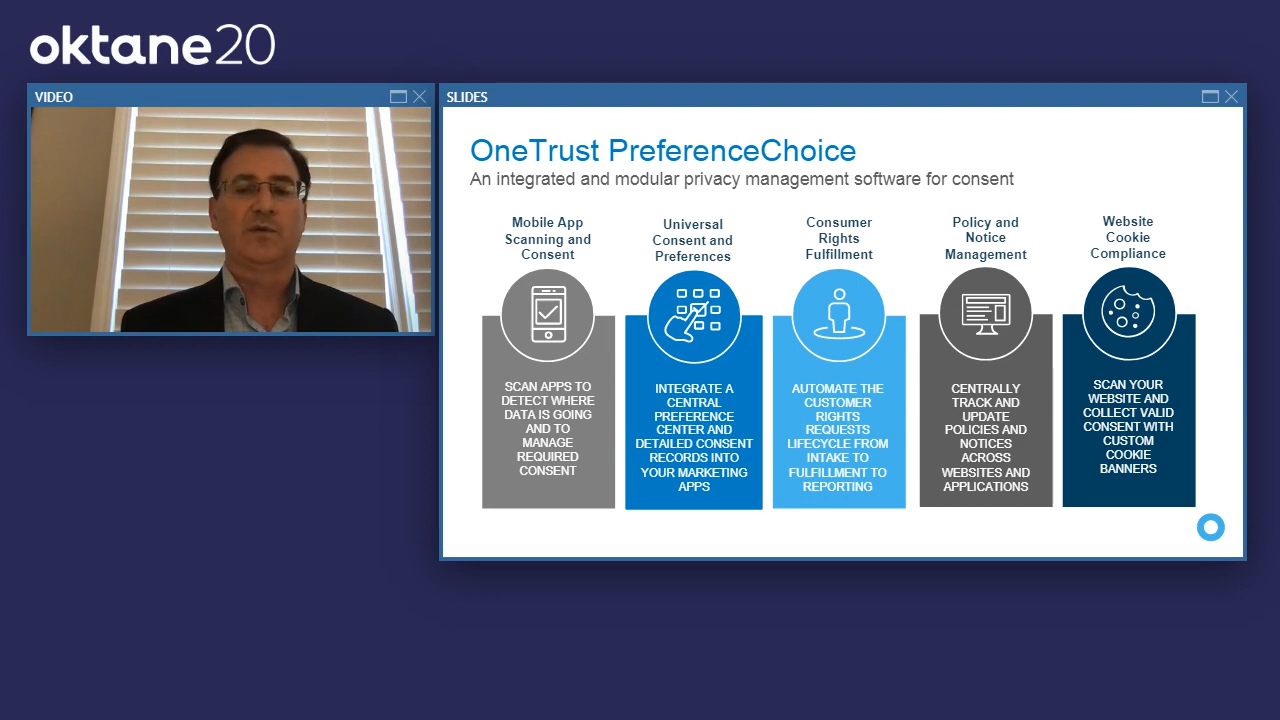 oktane20
VIDEO
SLIDES
OneTrust PreferenceChoice
An integrated and modular privacy management software for consent
Mobile App
Scanning and
Consent
SCAN APPS TO
DETECT WHERE
DATA IS GOING
AND TO
MANAGE
REQUIRED
CONSENT
Universal
Consent and
Preferences
INTEGRATE A
CENTRAL
PREFERENCE
CENTER AND
DETAILED CONSENT
RECORDS INTO
YOUR MARKETING
APPS
Consumer
Rights
Fulfillment
AUTOMATE THE
CUSTOMER
RIGHTS
REQUESTS
LIFECYCLE FROM
INTAKE TO
FULFILLMENT TO
REPORTING
Policy and
Notice
Management
CENTRALLY
TRACK AND
UPDATE
POLICIES AND
NOTICES
ACROSS
WEBSITES AND
APPLICATIONS
Website
Cookie
Compliance
SCAN YOUR
WEBSITE AND
COLLECT VALID
CONSENT WITH
CUSTOM
COOKIE
BANNERS